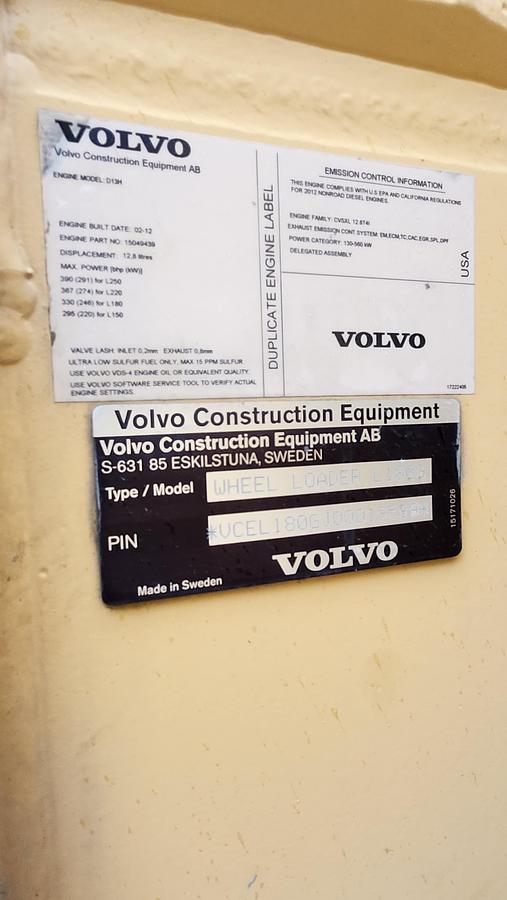 VOLVO
Volvo Construction Equipment AB
ENGINE MODEL: D13H
ENGINE BUILT DATE: 02-12
ENGINE PART NO: 15049439
DISPLACEMENT: 12,8 litres
MAX. POWER [bhp (kW)]
390 (291) for L250
367 (274) for L220
330 (246) for L180
295 (220) for L150
VALVE LASH: INLET 0,2mm EXHAUST 0,8mm
ULTRA LOW SULFUR FUEL ONLY, MAX 15 PPM SULFUR
USE VOLVO VDS-4 ENGINE OIL OR EQUIVALENT QUALITY.
USE VOLVO SOFTWARE SERVICE TOOL TO VERIFY ACTUAL
ENGINE SETTINGS.
DUPLICATE ENGINE LABEL
EMISSION CONTROL INFORMATION
THIS ENGINE COMPLIES WITH U.S EPA AND CALIFORNIA REGULATIONS
FOR 2012 NONROAD DIESEL ENGINES.
ENGINE FAMILY: CVSXL 12.8T4I
EXHAUST EMISSION CONT. SYSTEM: EM,ECM,TC,CAC,EGR,SPL,DPF
POWER CATEGORY: 130-560 kW
DELEGATED ASSEMBLY
USA
VOLVO
17222405
Volvo Construction Equipment
Volvo Construction Equipment AB
S-631 85 ESKILSTUNA, SWEDEN
Type / Model WHEEL LOADER
PIN
VOLVO
Made in Sweden
15171026